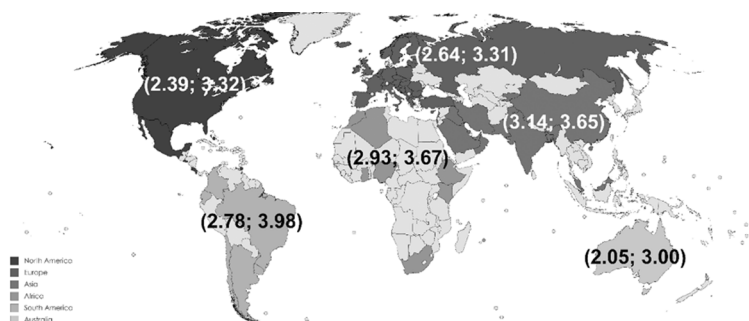 (2.64; 3.31)
(2.39; 3.32)
(3.14; 3.65)
(2.93; 3.67)
(2.78; 3.98)
(2.05; 3.00)
North America
Europe
Asia
Africa
South America
Australia